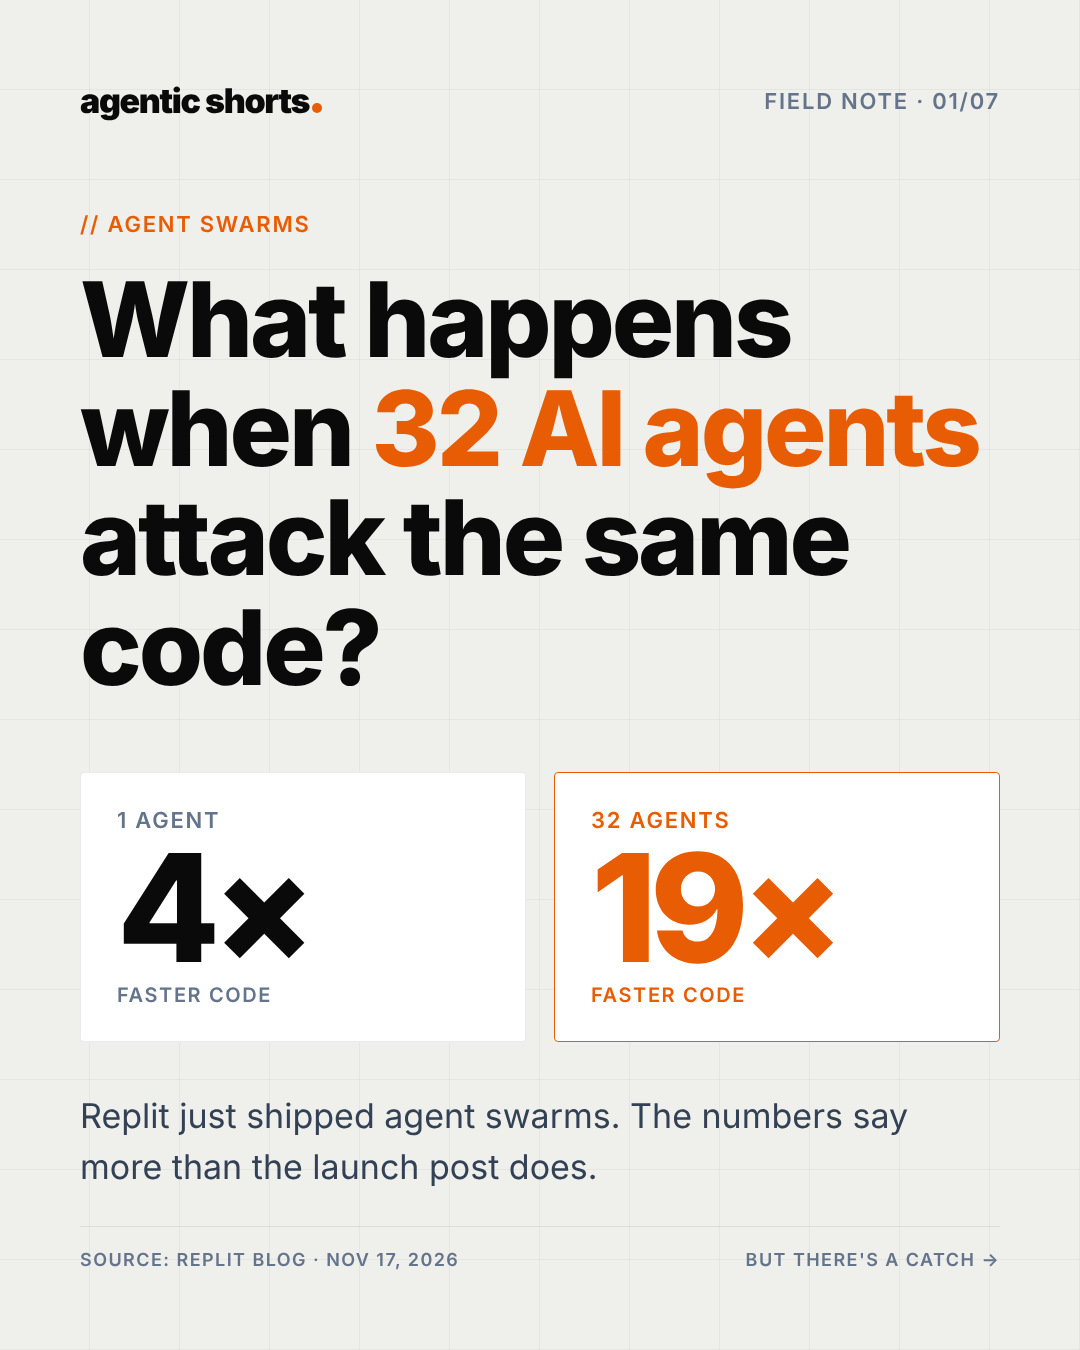 agentic shorts.
FIELD NOTE · 01/07
// AGENT SWARMS
What happens
when 32 AI agents
attack the same
code?
1 AGENT
4×
FASTER CODE
32 AGENTS
19×
FASTER CODE
Replit just shipped agent swarms. The numbers say
more than the launch post does.
SOURCE: REPLIT BLOG · NOV 17, 2026
BUT THERE'S A CATCH →